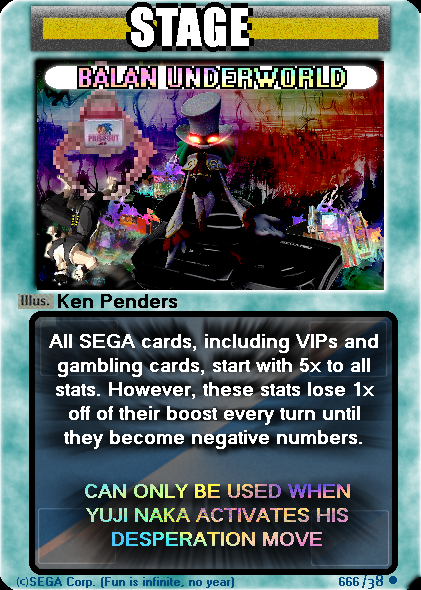 STAGE
BALAN UNDERWORLD
Illus. Ken Penders
All SEGA cards, including VIPs and
gambling cards, start with 5x to all
stats. However, these stats lose 1x
off of their boost every turn until
they become negative numbers.
CAN ONLY BE USED WHEN
YUJI NAKA ACTIVATES HIS
DESPERATION MOVE
(c)SEGA Corp. (Fun is infinite, no year) 666/38